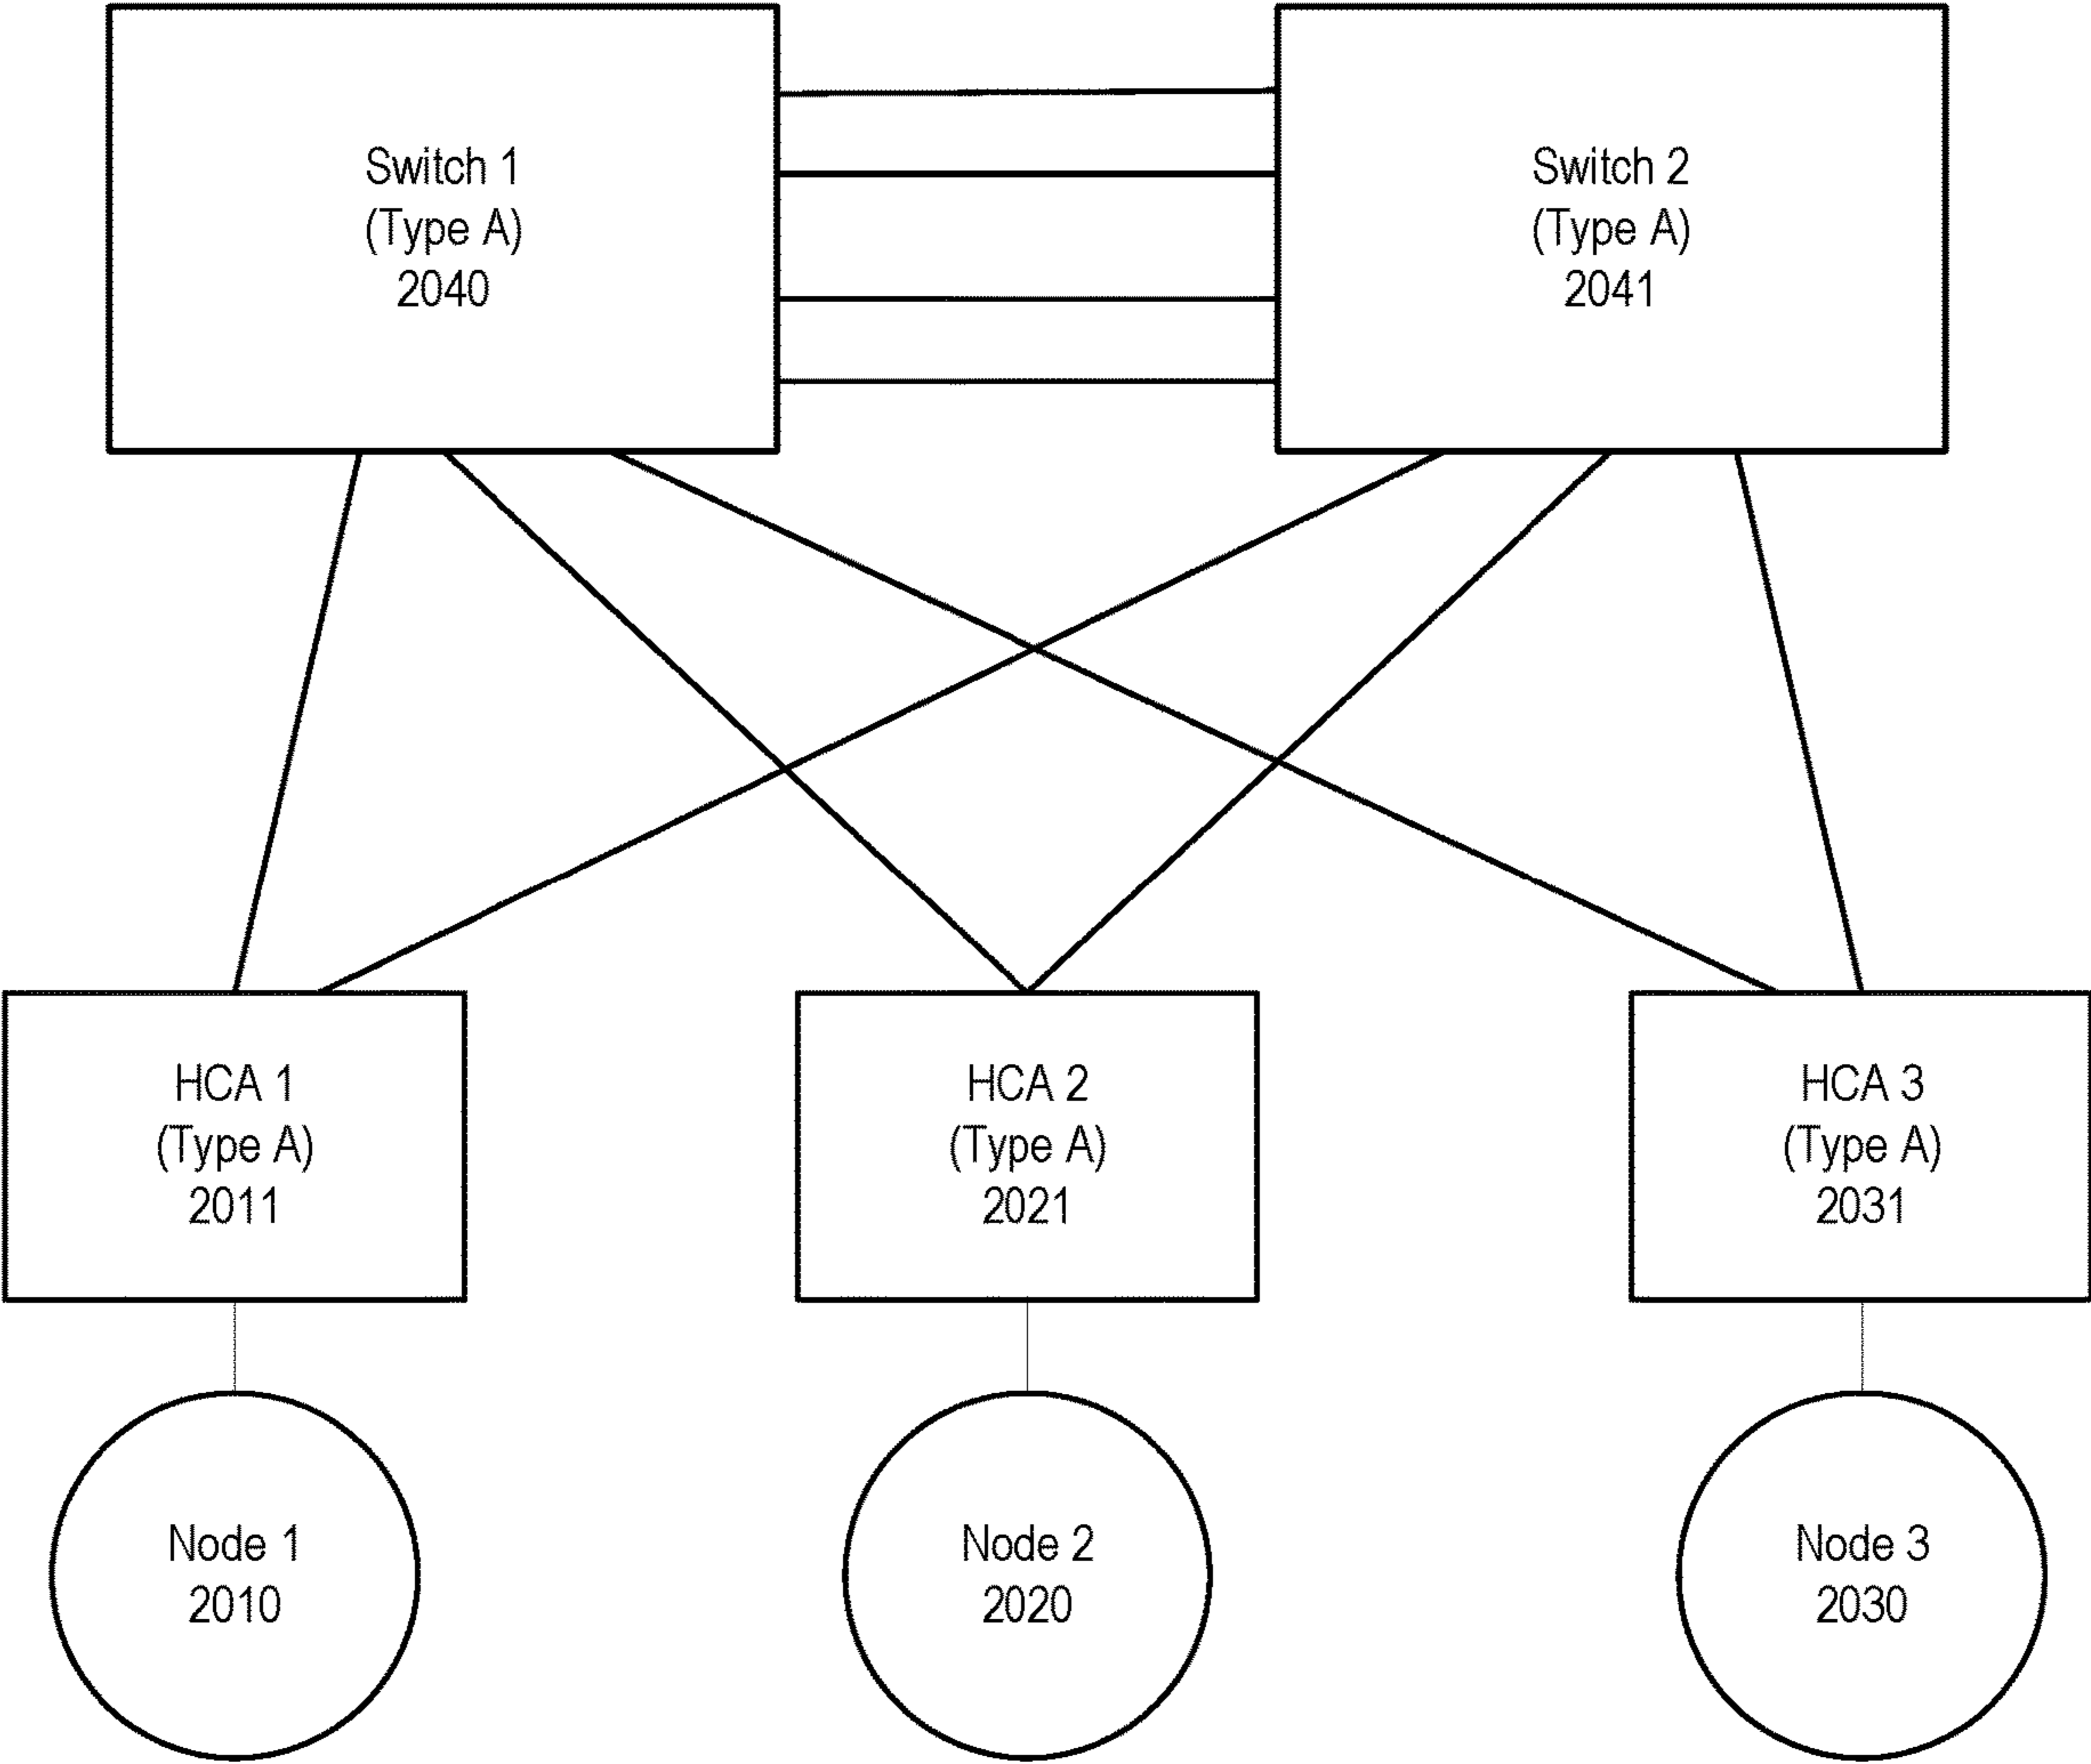 Switch 1
(Type A)
2040
Switch 2
(Type A)
2041
HCA 1
(Type A)
2011
HCA 2
(Type A)
2021
HCA 3
(Type A)
2031
Node 1
2010
Node 2
2020
Node 3
2030